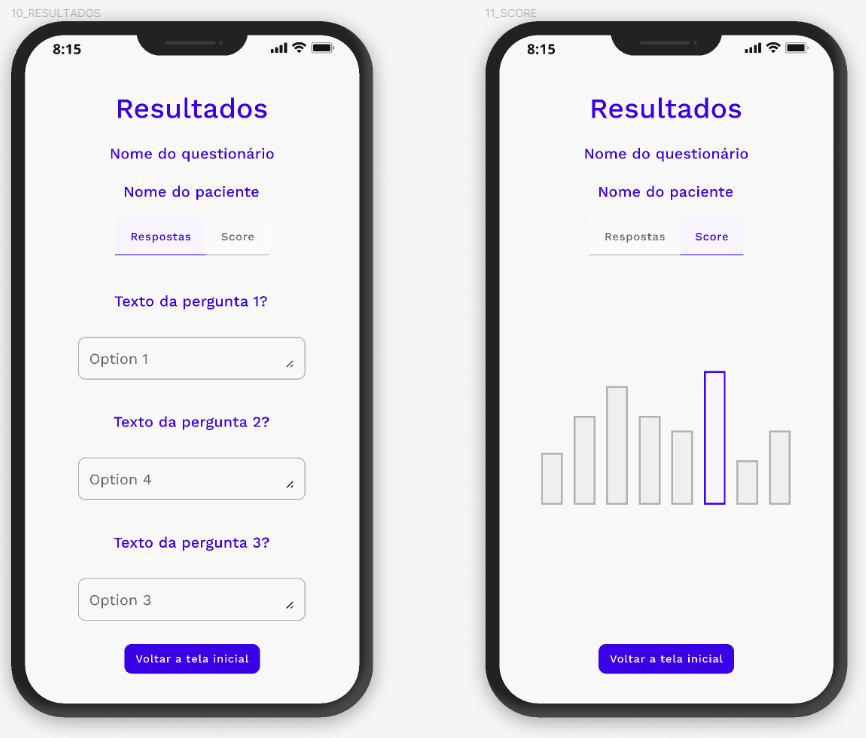 10_RESULTADOS
8:15
Resultados
Nome do questionário
Nome do paciente
Respostas Score
Texto da pergunta 1?
Option 1
Texto da pergunta 2?
Option 4
Texto da pergunta 3?
Option 3
Voltar a tela inicial
11_SCORE
8:15
Resultados
Nome do questionário
Nome do paciente
Respostas Score
Voltar a tela inicial